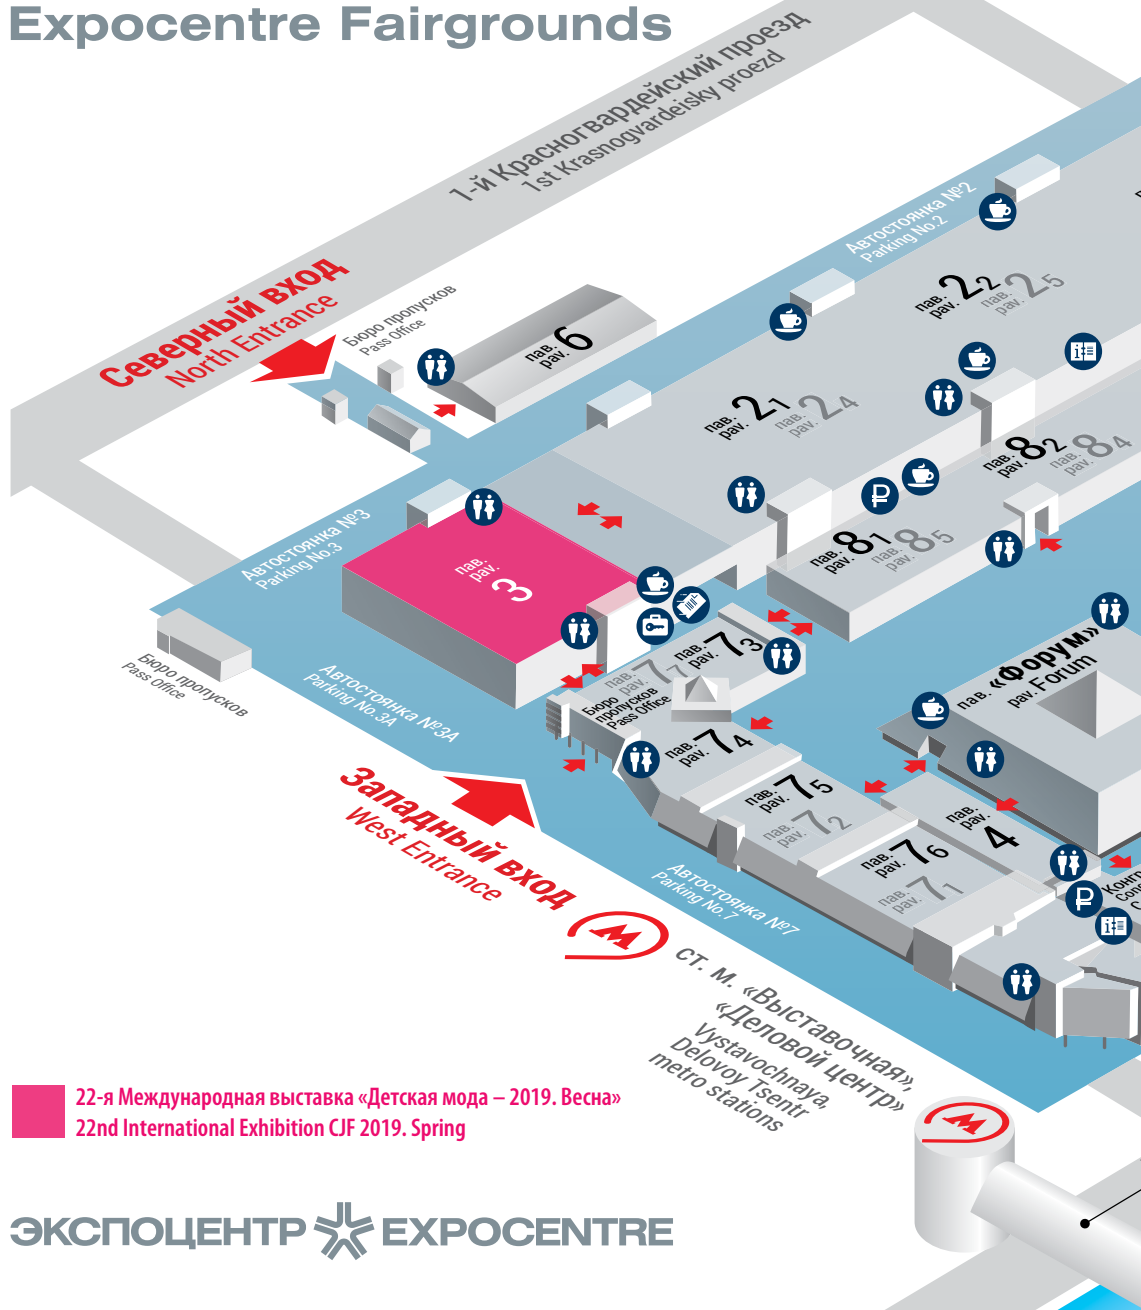 Expocentre Fairgrounds
1-й Красногвардейский проезд
1st Krasnogvardeisky proezd
Автостоянка №2
Parking No.2
Северный вход
North Entrance
Бюро пропусков
Pass Office
пав. 6
pav.
пав. 2 2
pav.
пав. 2 5
pav.
пав. 2 1
pav.
пав. 2 4
pav.
пав. 8 2
pav.
пав. 8 4
pav.
пав. 8 1
pav.
пав. 8 5
pav.
Автостоянка №3
Parking No.3
пав.
pav.
3
Бюро пропусков
Pass Office
Автостоянка №3А
Parking No.3A
пав. 7 3
pav.
пав. 7 7
pav.
Бюро
пропусков
Pass Office
пав. «Форум»
pav. Forum
пав. 7 4
pav.
пав. 7 5
pav.
пав. 7 2
pav.
пав. 7 6
pav.
пав. 7 1
pav.
пав.
pav.
4
Западный вход
West Entrance
Автостоянка №7
Parking No.7
ст. м. «Выставочная»,
«Деловой центр»
Vystavochnaya,
Delovoy Tsentr
metro stations
22-я Международная выставка «Детская мода – 2019. Весна»
22nd International Exhibition CJF 2019. Spring
ЭКСПОЦЕНТР EXPOCENTRE